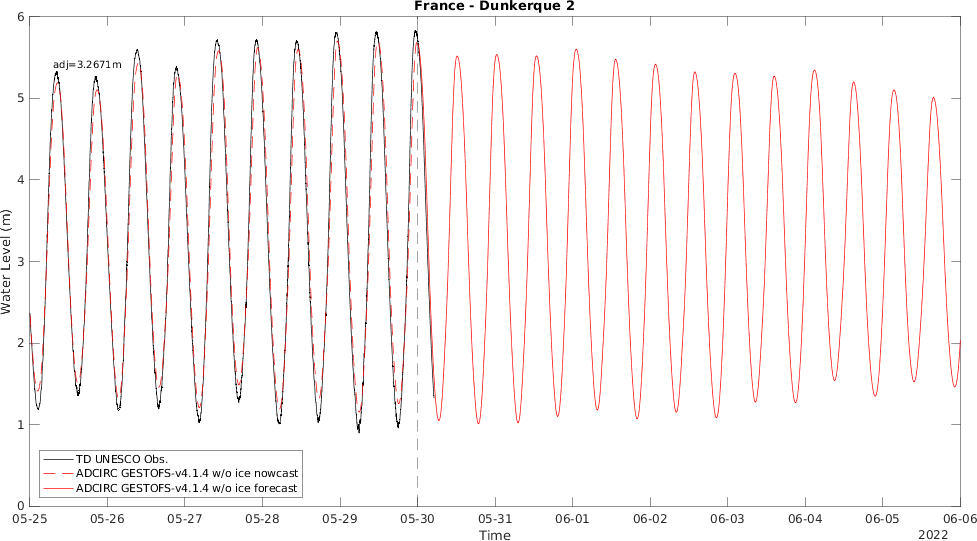 France - Dunkerque 2
adj=3.2671m
Water Level (m)
6
5
4
3
2
1
0
TD UNESCO Obs.
ADCIRC GESTOFS-v4.1.4 w/o ice nowcast
ADCIRC GESTOFS-v4.1.4 w/o ice forecast
05-25 05-26 05-27 05-28 05-29 05-30 05-31 06-01 06-02 06-03 06-04 06-05 06-06
Time
2022